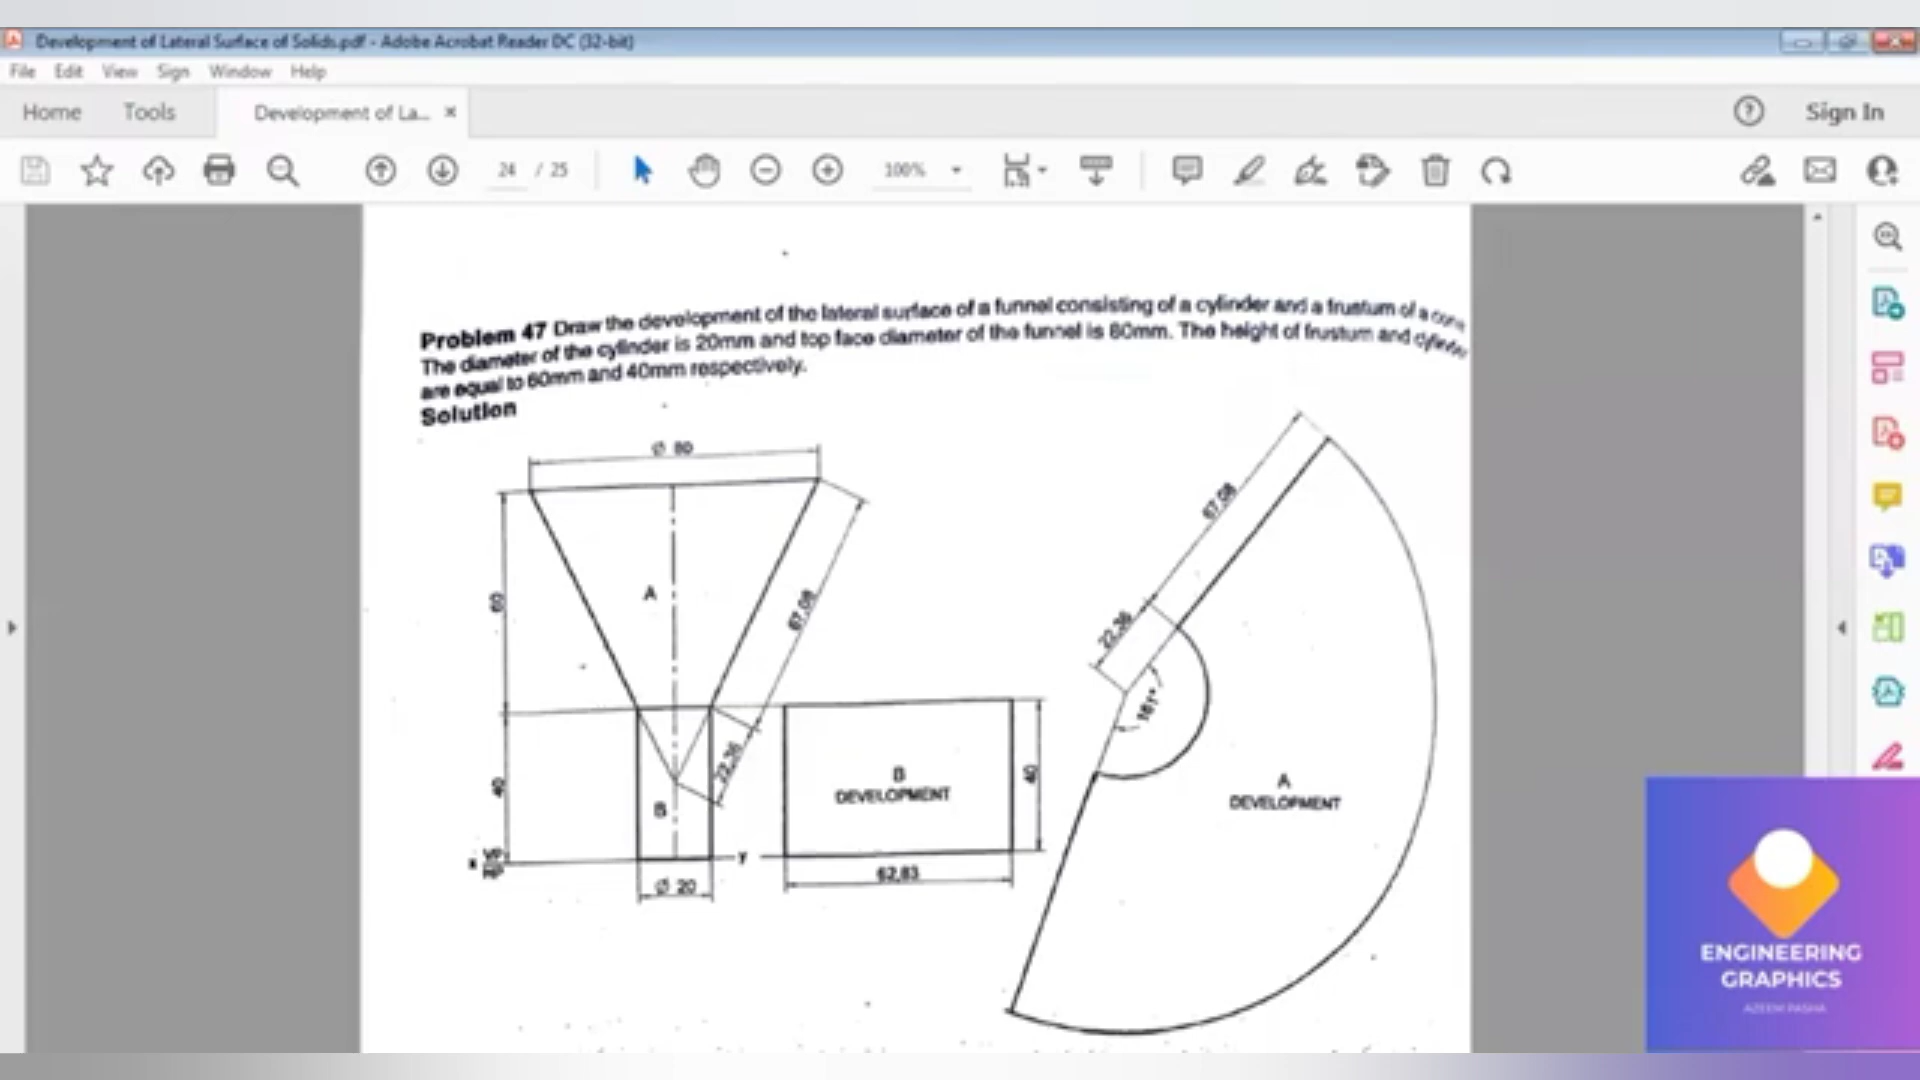 Development of Lateral Surface of Solids.pdf - Adobe Acrobat Reader DC (32-bit)
File Edit View Sign Window Help
Home Tools Development of La... × Sign In
24 / 25 100%
Problem 47 Draw the development of the lateral surface of a funnel consisting of a cylinder and a frustum of a
The diameter of the cylinder is 20mm and top face diameter of the funnel is 80mm. The height of frustum and cylinder
are equal to 60mm and 40mm respectively.
Solution
∅ 80
60
A
67,08
67,08
22,36
161°
22,36
40
B
B
DEVELOPMENT
40
A
DEVELOPMENT
x VP
HP
y
∅ 20
62,83
ENGINEERING
GRAPHICS
AZEEM PASHA